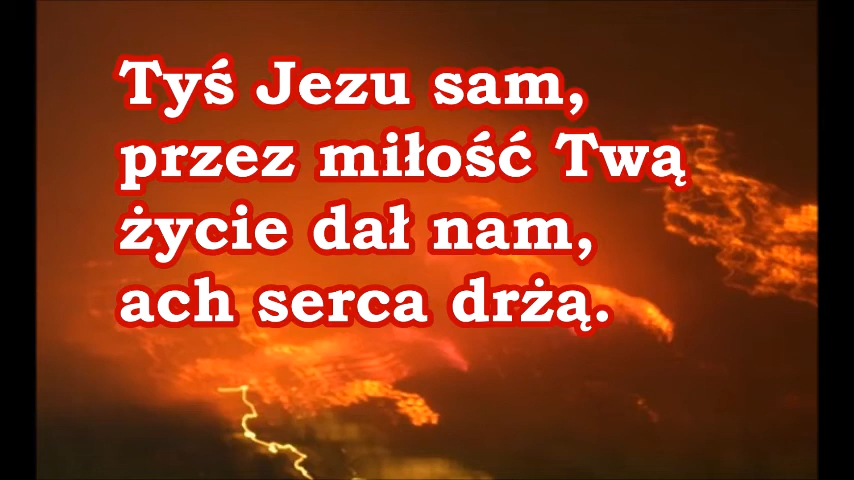 Tyś Jezu sam,
przez miłość Twą
życie dał nam,
ach serca drżą.